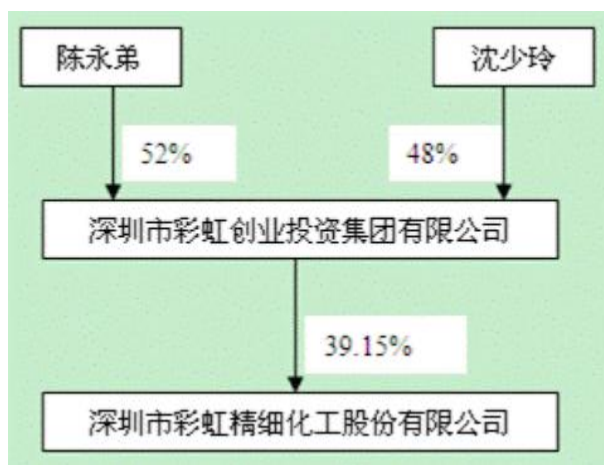 陈永弟
沈少玲
52%
48%
深圳市彩虹创业投资集团有限公司
39.15%
深圳市彩虹精细化工股份有限公司